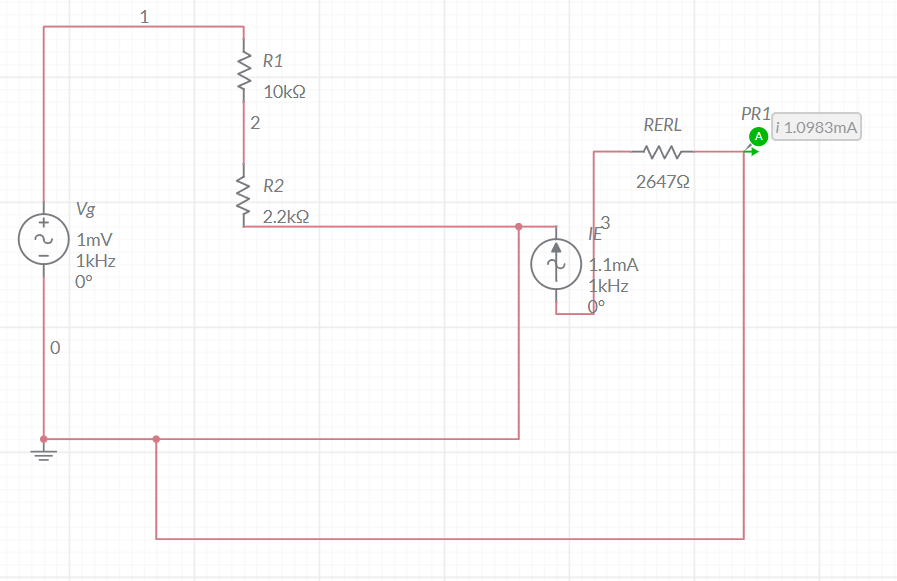 1
R1
10kΩ
2
R2
2.2kΩ
Vg
1mV
1kHz
0°
0
IE
3
1.1mA
1kHz
0°
RERL
2647Ω
PR1
A
i 1.0983mA